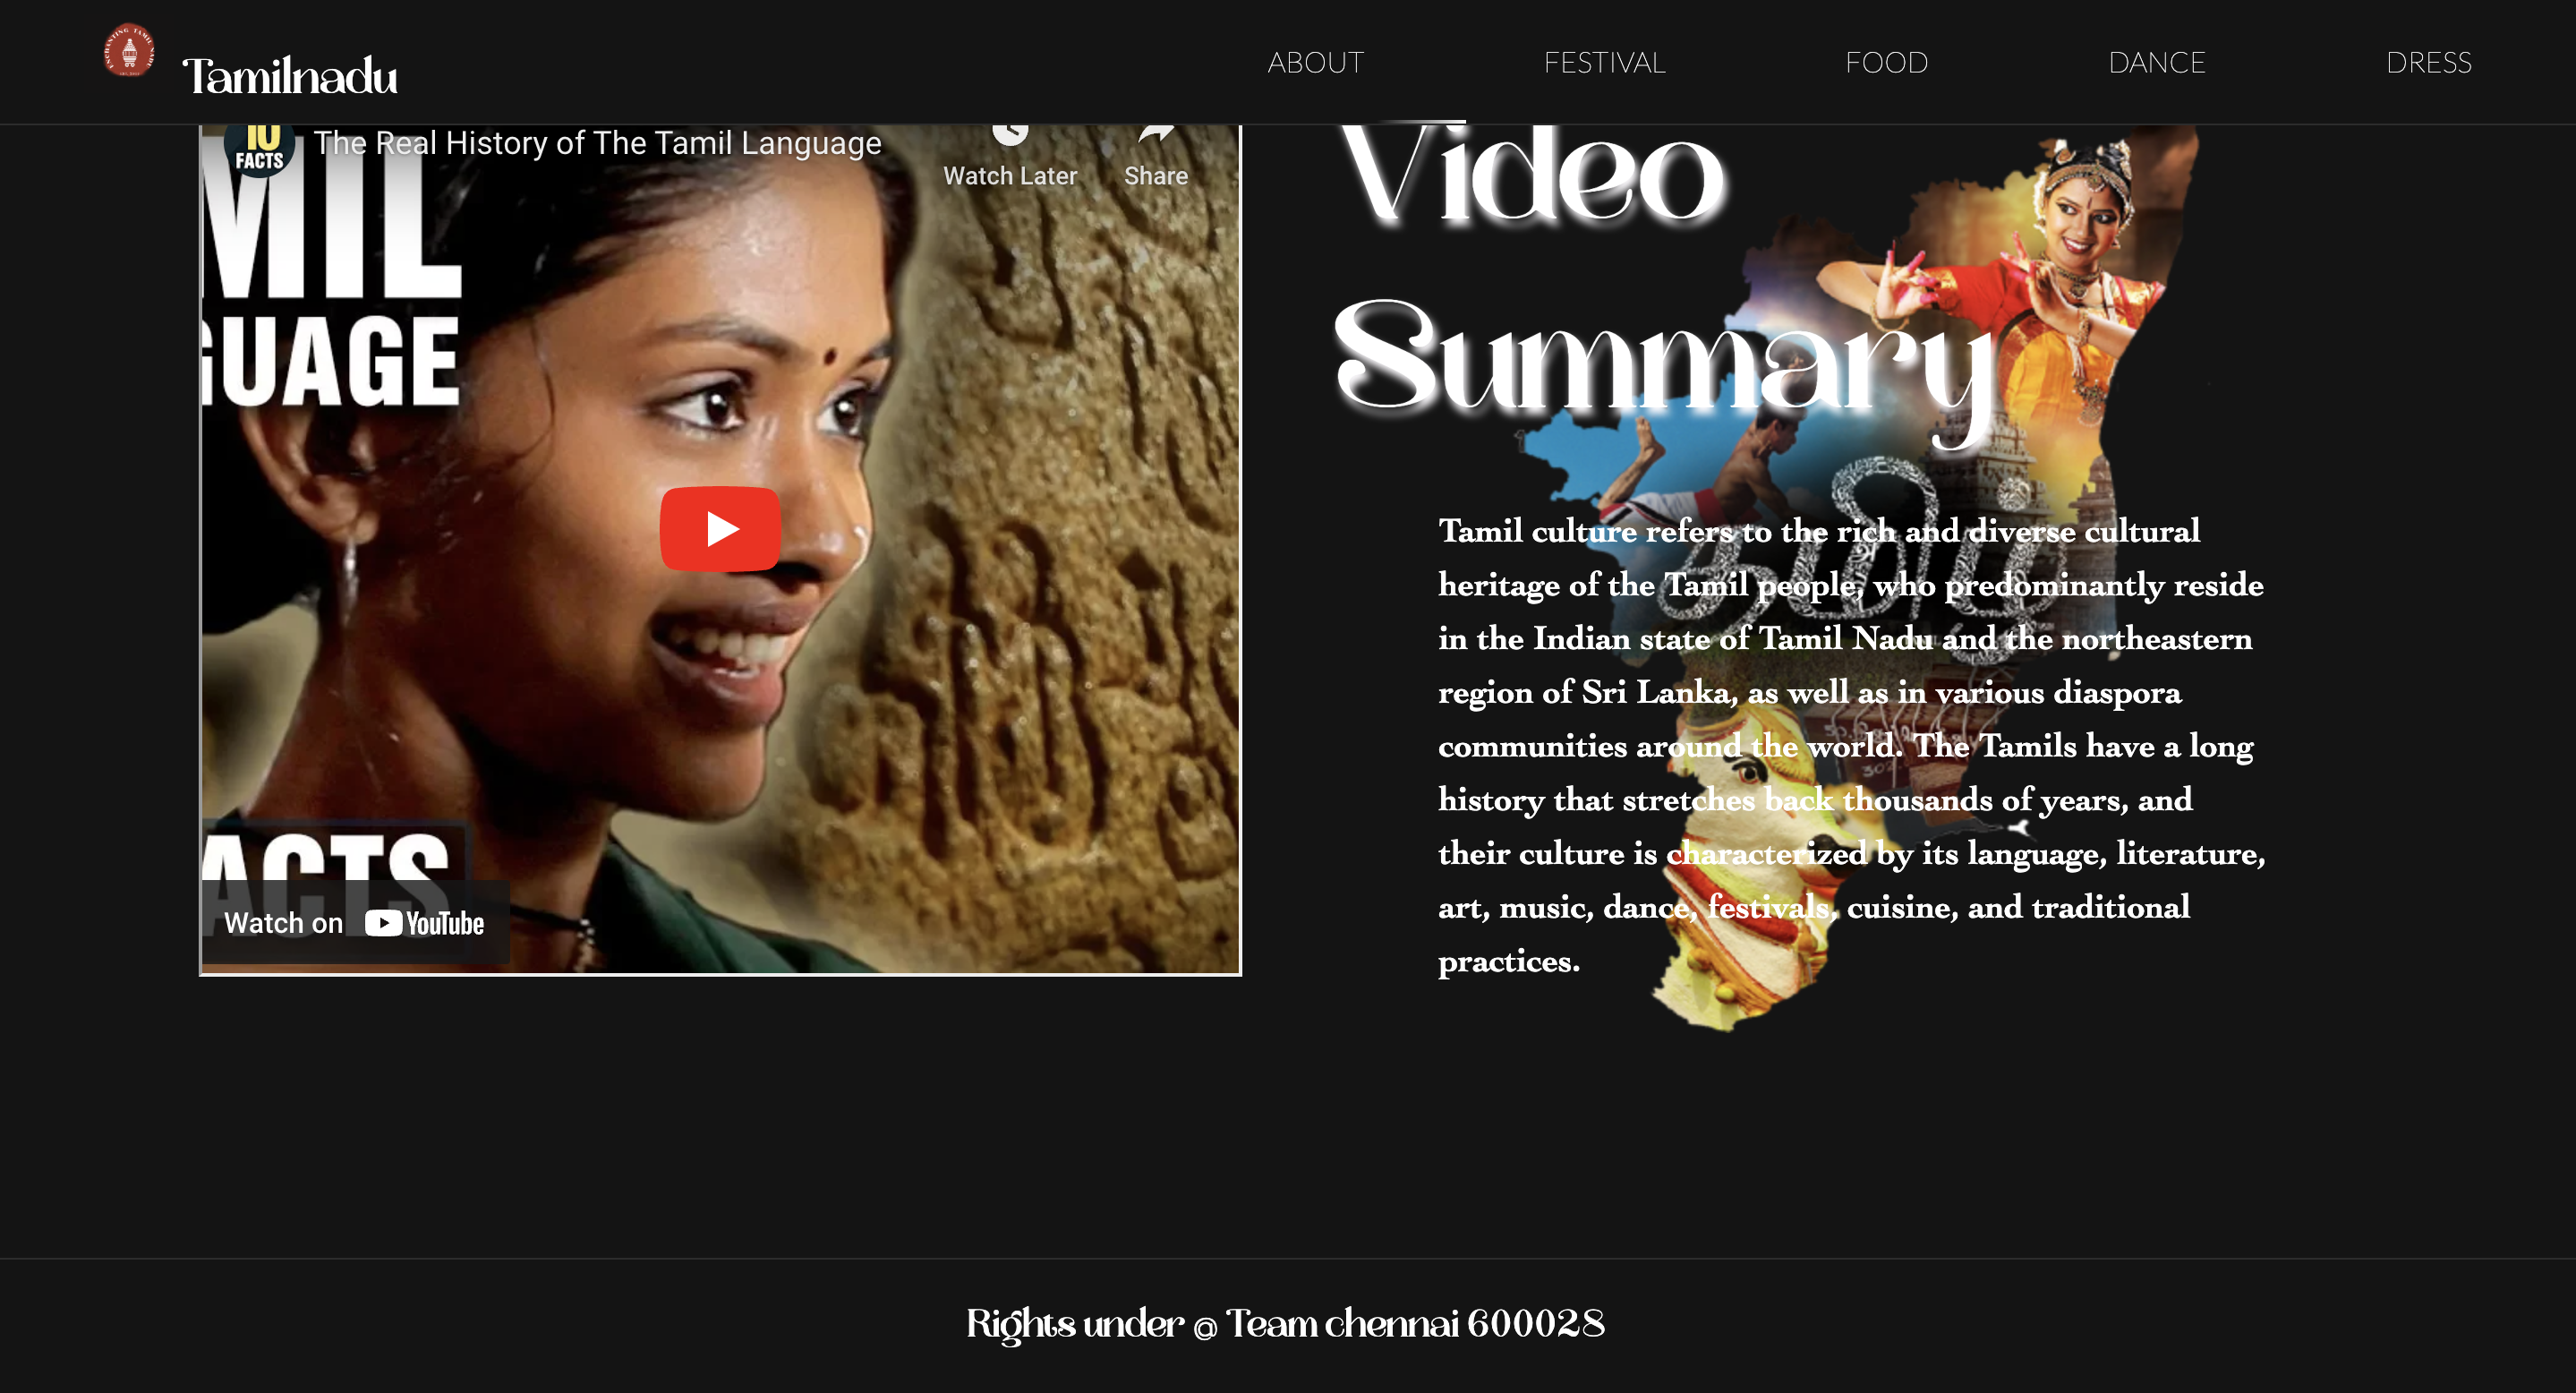 ENCHANTING TAMIL NADU
Tamilnadu
ABOUT
FESTIVAL
FOOD
DANCE
DRESS
10
FACTS
The Real History of The Tamil Language
Watch Later
Share
MIL
GUAGE
ACTS
Watch on YouTube
Video
Summary
தமிழ்
Tamil culture refers to the rich and diverse cultural
heritage of the Tamil people, who predominantly reside
in the Indian state of Tamil Nadu and the northeastern
region of Sri Lanka, as well as in various diaspora
communities around the world. The Tamils have a long
history that stretches back thousands of years, and
their culture is characterized by its language, literature,
art, music, dance, festivals, cuisine, and traditional
practices.
Rights under @ Team chennai 600028